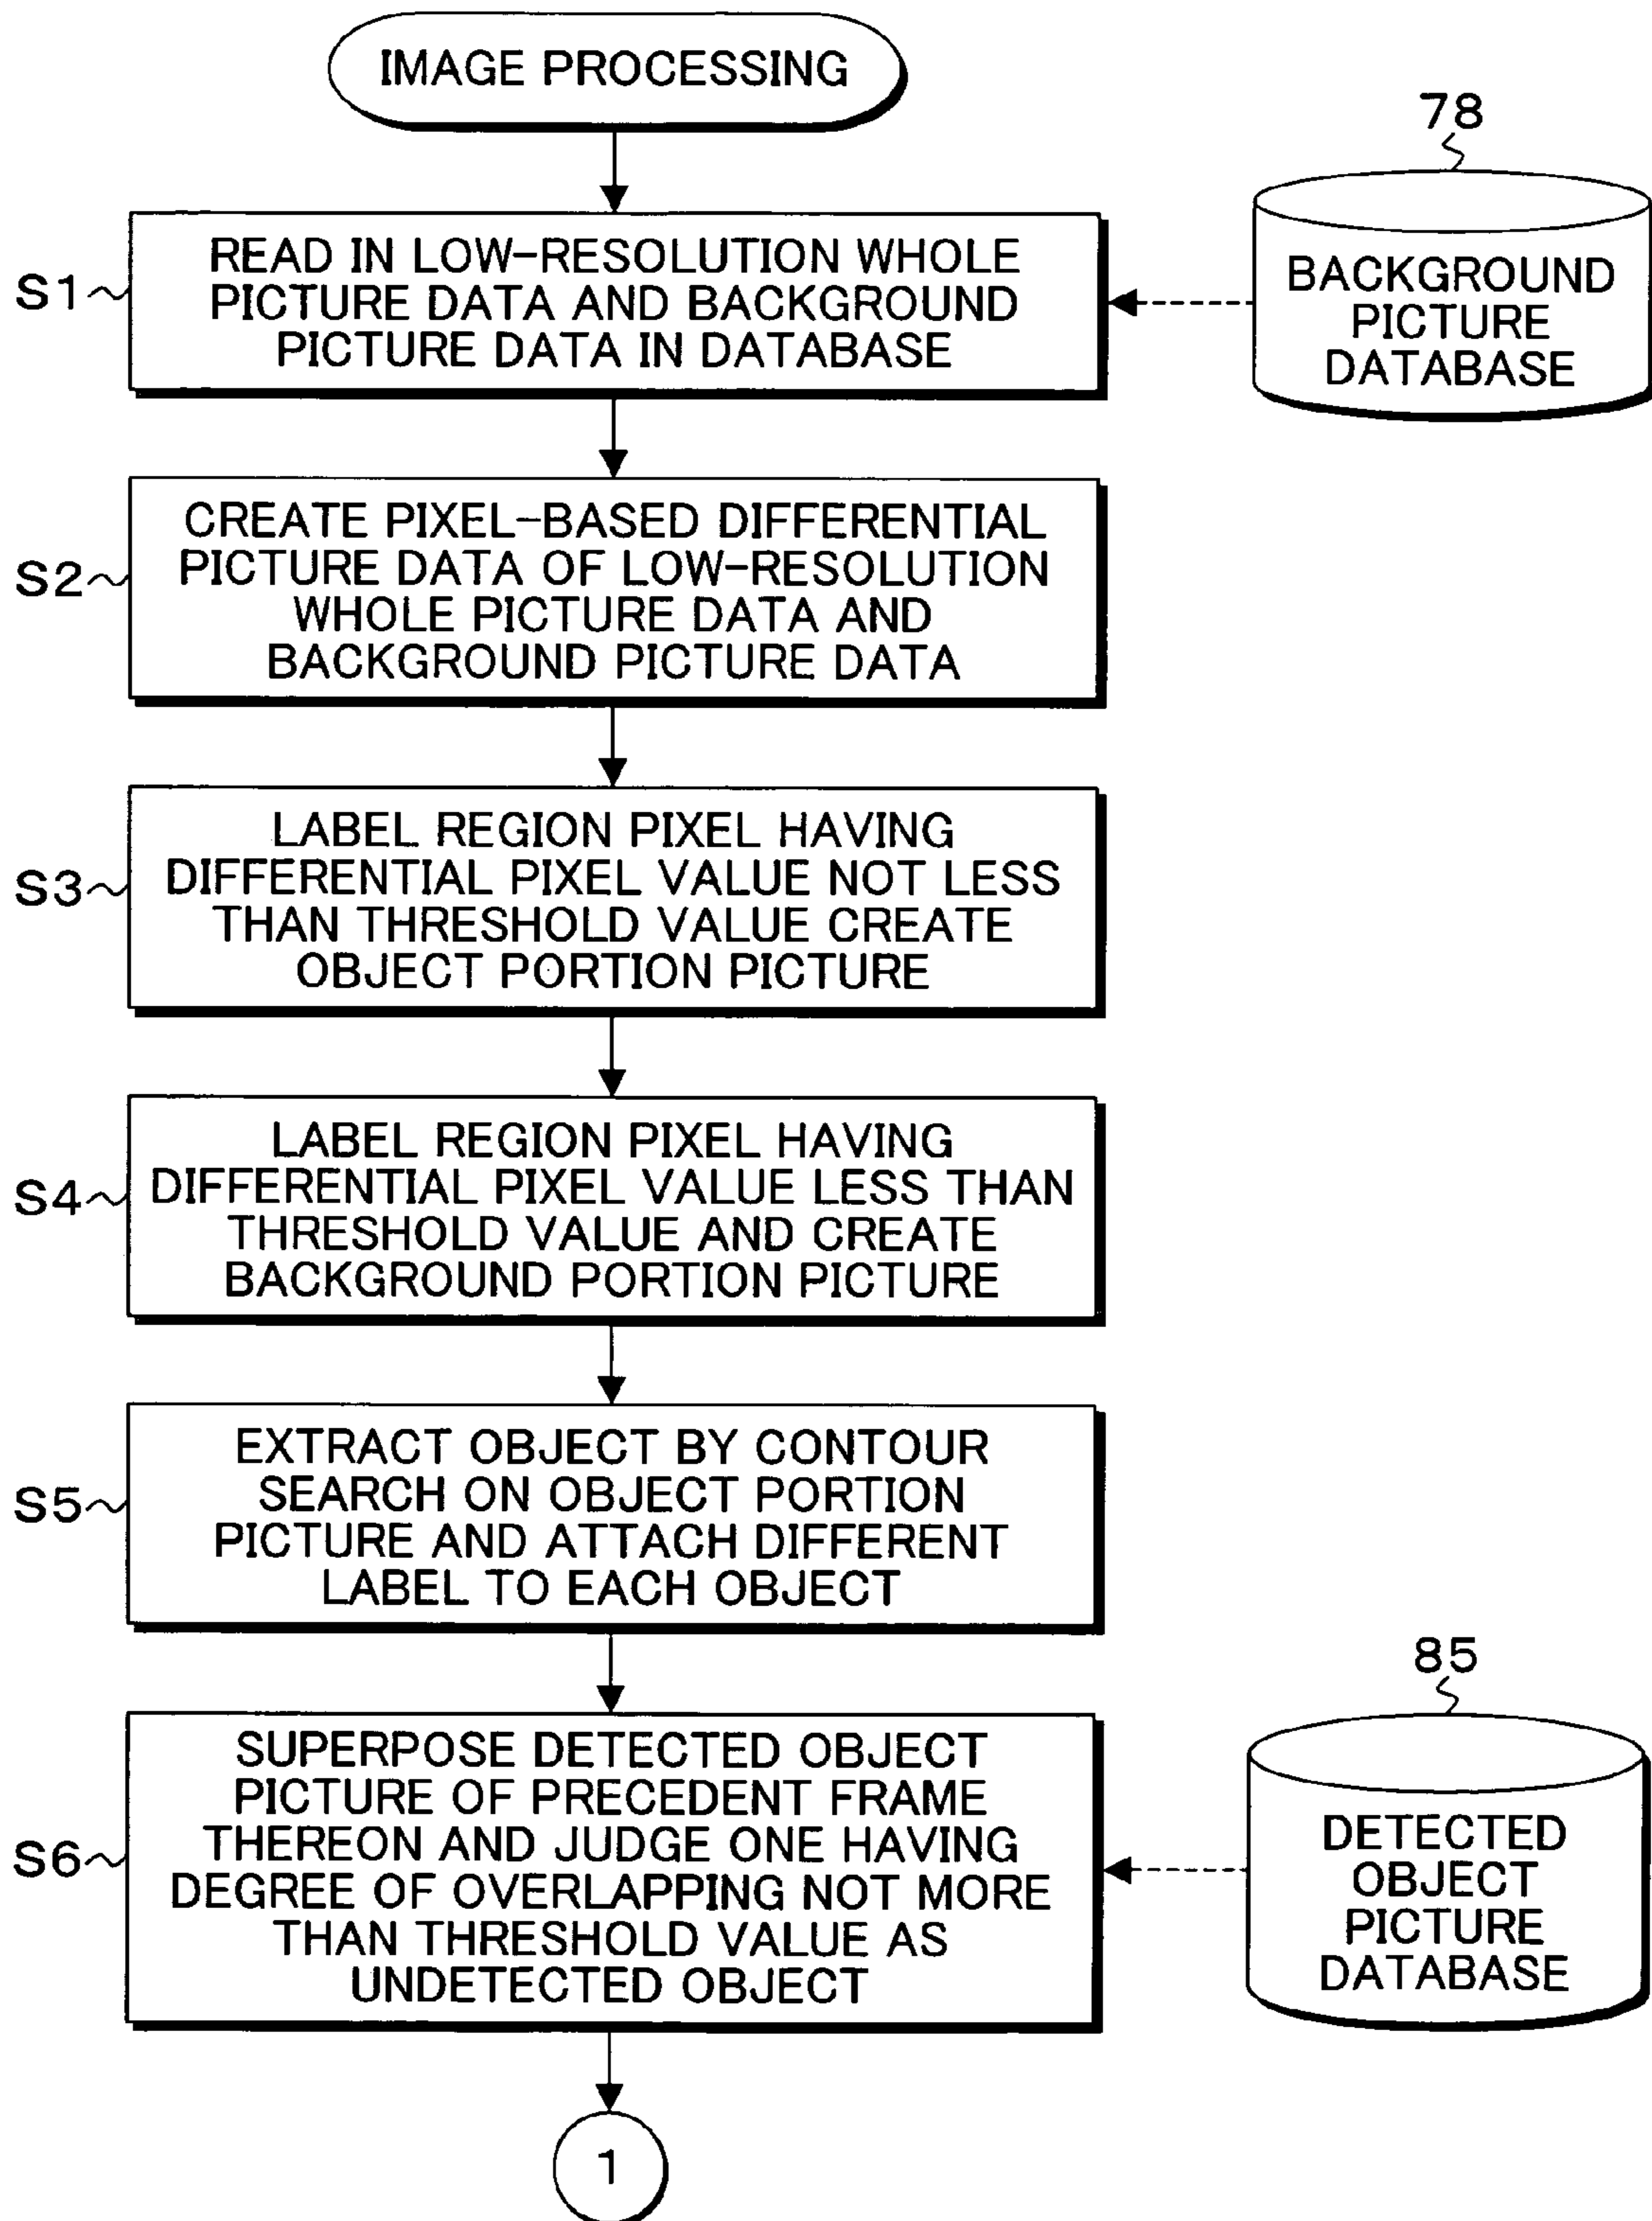 IMAGE PROCESSING
78
S1
READ IN LOW-RESOLUTION WHOLE
PICTURE DATA AND BACKGROUND
PICTURE DATA IN DATABASE
BACKGROUND
PICTURE
DATABASE
S2
CREATE PIXEL-BASED DIFFERENTIAL
PICTURE DATA OF LOW-RESOLUTION
WHOLE PICTURE DATA AND
BACKGROUND PICTURE DATA
S3
LABEL REGION PIXEL HAVING
DIFFERENTIAL PIXEL VALUE NOT LESS
THAN THRESHOLD VALUE CREATE
OBJECT PORTION PICTURE
S4
LABEL REGION PIXEL HAVING
DIFFERENTIAL PIXEL VALUE LESS THAN
THRESHOLD VALUE AND CREATE
BACKGROUND PORTION PICTURE
S5
EXTRACT OBJECT BY CONTOUR
SEARCH ON OBJECT PORTION
PICTURE AND ATTACH DIFFERENT
LABEL TO EACH OBJECT
85
S6
SUPERPOSE DETECTED OBJECT
PICTURE OF PRECEDENT FRAME
THEREON AND JUDGE ONE HAVING
DEGREE OF OVERLAPPING NOT MORE
THAN THRESHOLD VALUE AS
UNDETECTED OBJECT
DETECTED
OBJECT
PICTURE
DATABASE
1